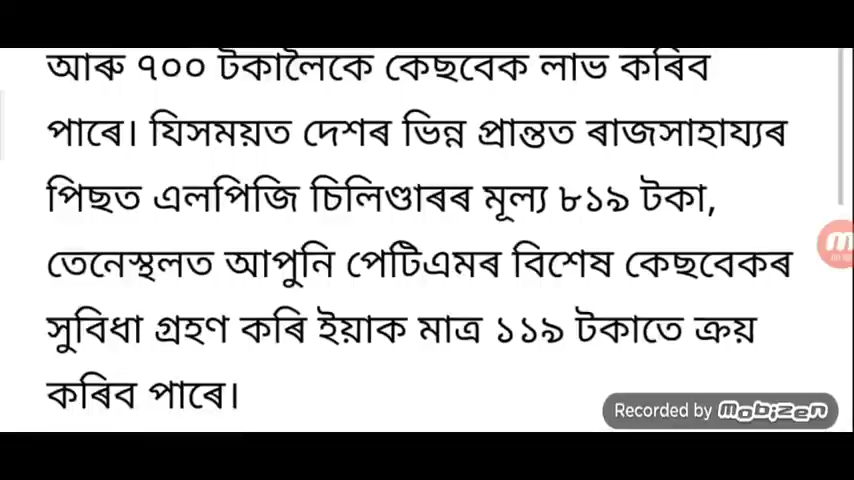 আৰু ৭০০ টকালৈকে কেছবেক লাভ কৰিব
পাৰে। যিসময়ত দেশৰ ভিন্ন প্ৰান্তত ৰাজসাহায্যৰ
পিছত এলপিজি চিলিণ্ডাৰৰ মূল্য ৮১৯ টকা,
তেনেস্থলত আপুনি পেটিএমৰ বিশেষ কেছবেকৰ
সুবিধা গ্ৰহণ কৰি ইয়াক মাত্ৰ ১১৯ টকাতে ক্ৰয়
কৰিব পাৰে।
Recorded by Mobizen